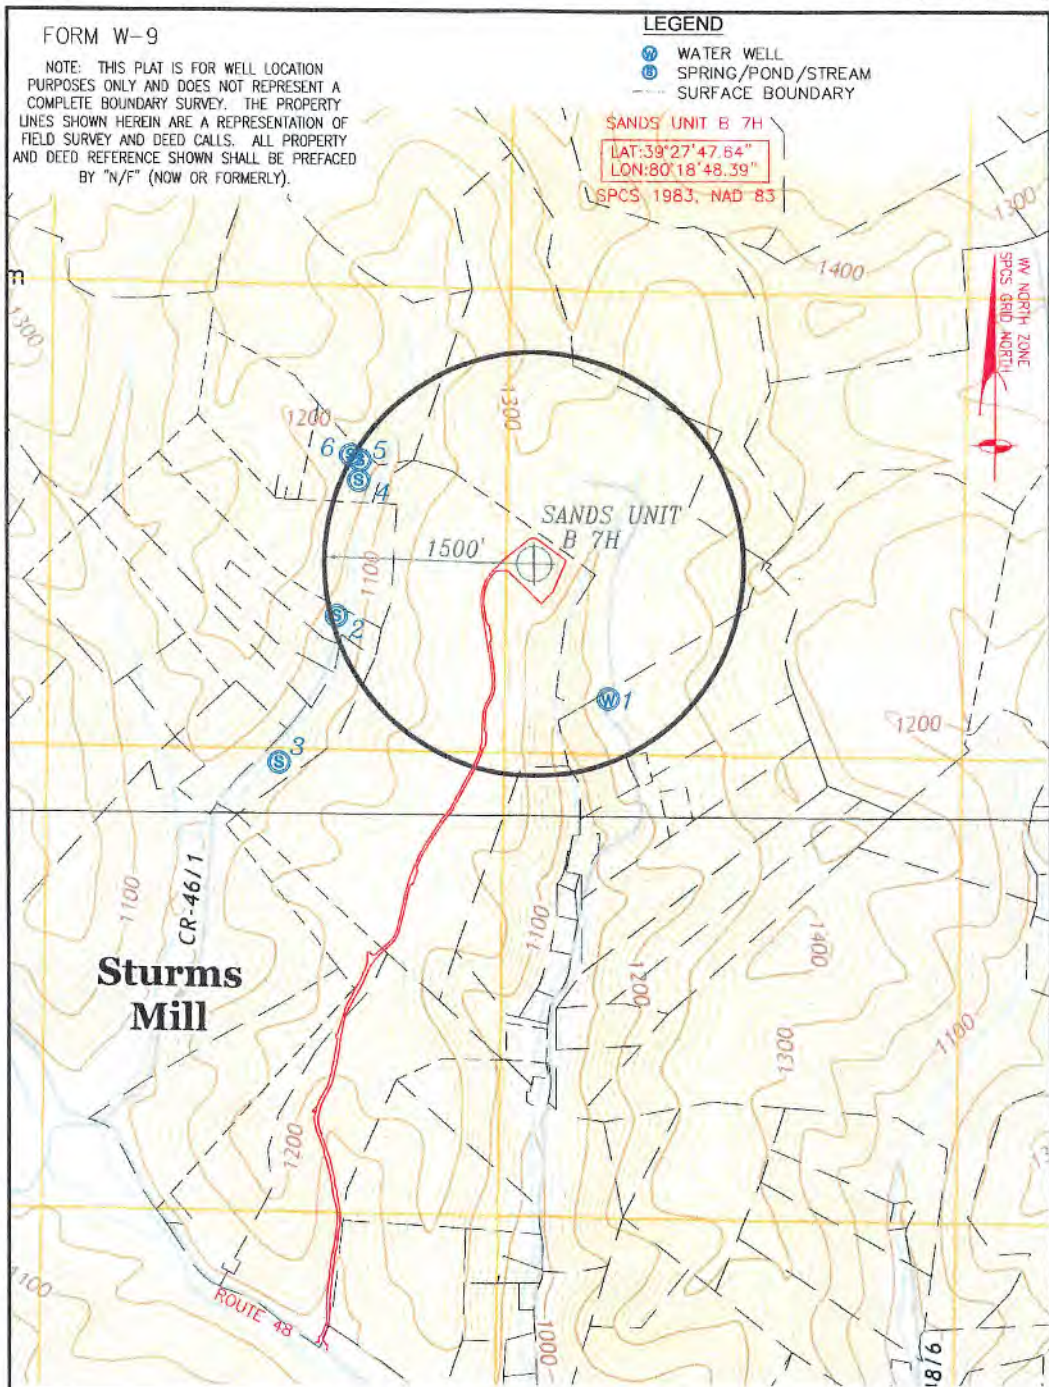 FORM W-9
NOTE: THIS PLAT IS FOR WELL LOCATION
PURPOSES ONLY AND DOES NOT REPRESENT A
COMPLETE BOUNDARY SURVEY. THE PROPERTY
LINES SHOWN HEREIN ARE A REPRESENTATION OF
FIELD SURVEY AND DEED CALLS. ALL PROPERTY
AND DEED REFERENCE SHOWN SHALL BE PREFACED
BY "N/F" (NOW OR FORMERLY).
LEGEND
W WATER WELL
S SPRING/POND/STREAM
SURFACE BOUNDARY
SANDS UNIT B 7H
LAT:39°27'47.64"
LON:80°18'48.39"
SPCS 1983, NAD 83
1300
1400
WV NORTH ZONE
SPCS GRID NORTH
m
1300
1300
1200
6 S S 5
S 4
SANDS UNIT
B 7H
1500'
1100
S 2
W 1
S 3
1200
1100
CR-46/1
1100
1200
1400
1300
1100
Sturms
Mill
1200
13
1100
ROUTE 48
1000
48/6